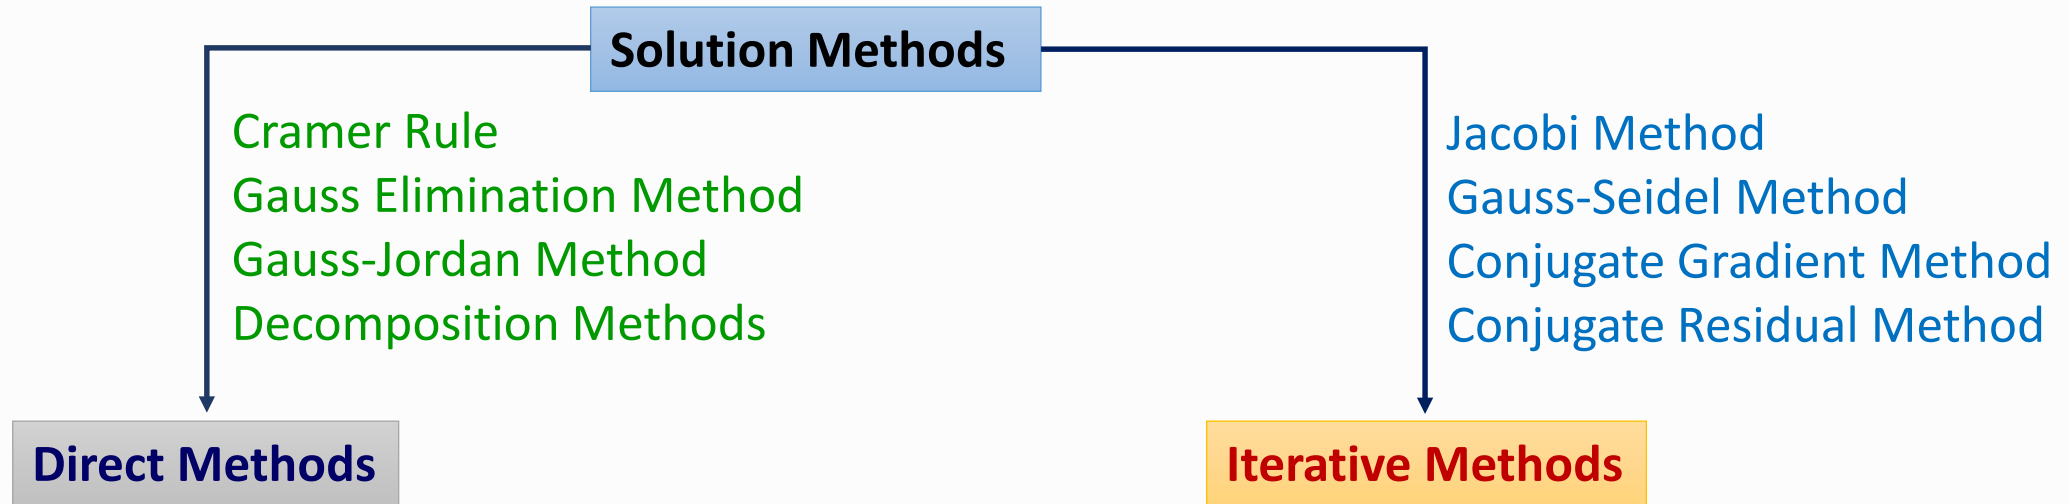 Solution Methods
Cramer Rule
Gauss Elimination Method
Gauss-Jordan Method
Decomposition Methods
Direct Methods
Jacobi Method
Gauss-Seidel Method
Conjugate Gradient Method
Conjugate Residual Method
Iterative Methods